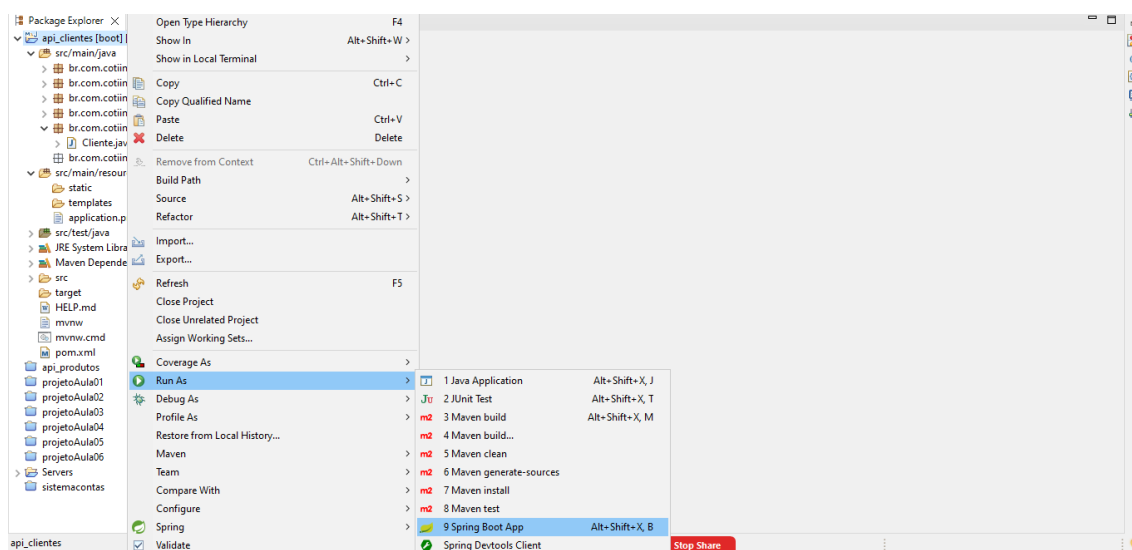 Package Explorer
api_clientes [boot]
src/main/java
br.com.cotiin
br.com.cotiin
br.com.cotiin
br.com.cotiin
br.com.cotiin
Cliente.jav
br.com.cotiin
src/main/resour
static
templates
application.p
src/test/java
JRE System Libra
Maven Depende
src
target
HELP.md
mvnw
mvnw.cmd
pom.xml
api_produtos
projetoAula01
projetoAula02
projetoAula03
projetoAula04
projetoAula05
projetoAula06
Servers
sistemacontas
api_clientes
Open Type Hierarchy F4
Show In Alt+Shift+W >
Show in Local Terminal >
Copy Ctrl+C
Copy Qualified Name
Paste Ctrl+V
Delete Delete
Remove from Context Ctrl+Alt+Shift+Down
Build Path >
Source Alt+Shift+S >
Refactor Alt+Shift+T >
Import...
Export...
Refresh F5
Close Project
Close Unrelated Project
Assign Working Sets...
Coverage As >
Run As >
Debug As >
Profile As >
Restore from Local History...
Maven >
Team >
Compare With >
Configure >
Spring >
Validate
1 Java Application Alt+Shift+X, J
2 JUnit Test Alt+Shift+X, T
3 Maven build Alt+Shift+X, M
4 Maven build...
5 Maven clean
6 Maven generate-sources
7 Maven install
8 Maven test
9 Spring Boot App Alt+Shift+X, B
Spring Devtools Client
Stop Share